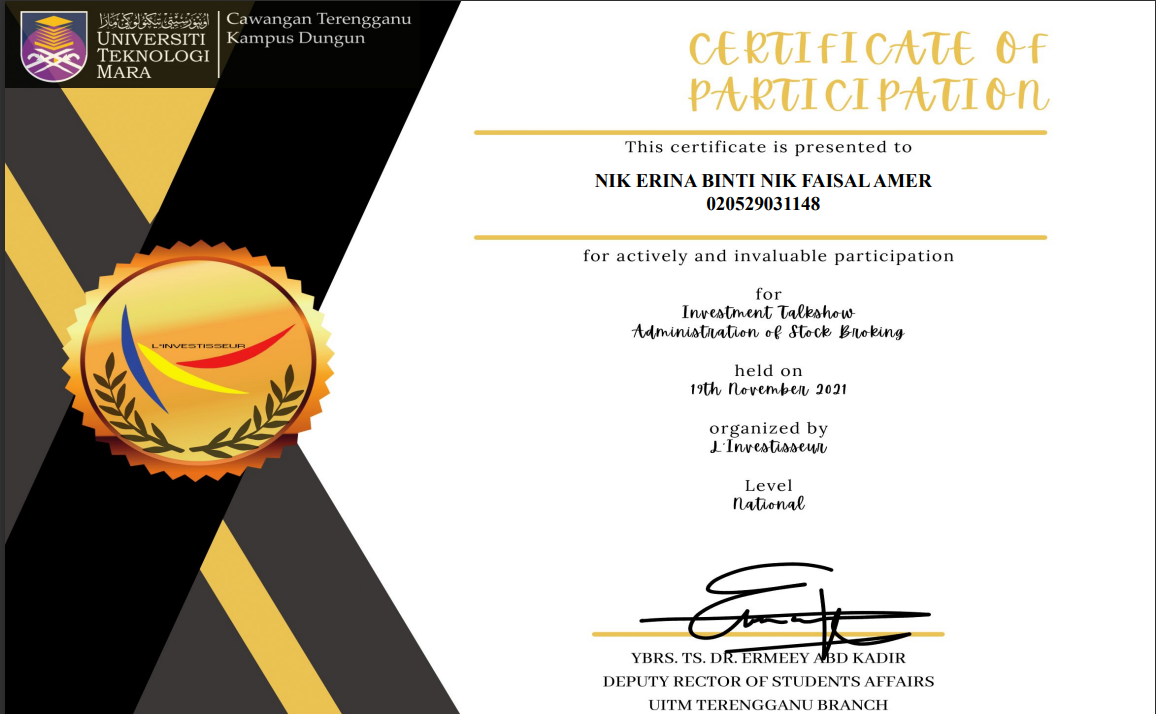 اونيۏرسيتي تيكنولوڬي مارا
UNIVERSITI
TEKNOLOGI
MARA
Cawangan Terengganu
Kampus Dungun
CERTIFICATE OF
PARTICIPATION
This certificate is presented to
NIK ERINA BINTI NIK FAISAL AMER
020529031148
for actively and invaluable participation
for
Investment Talkshow
Administration of Stock Broking
held on
19th November 2021
organized by
L'Investisseur
Level
National
L'INVESTISSEUR
YBRS. TS. DR. ERMEEY ABD KADIR
DEPUTY RECTOR OF STUDENTS AFFAIRS
UITM TERENGGANU BRANCH